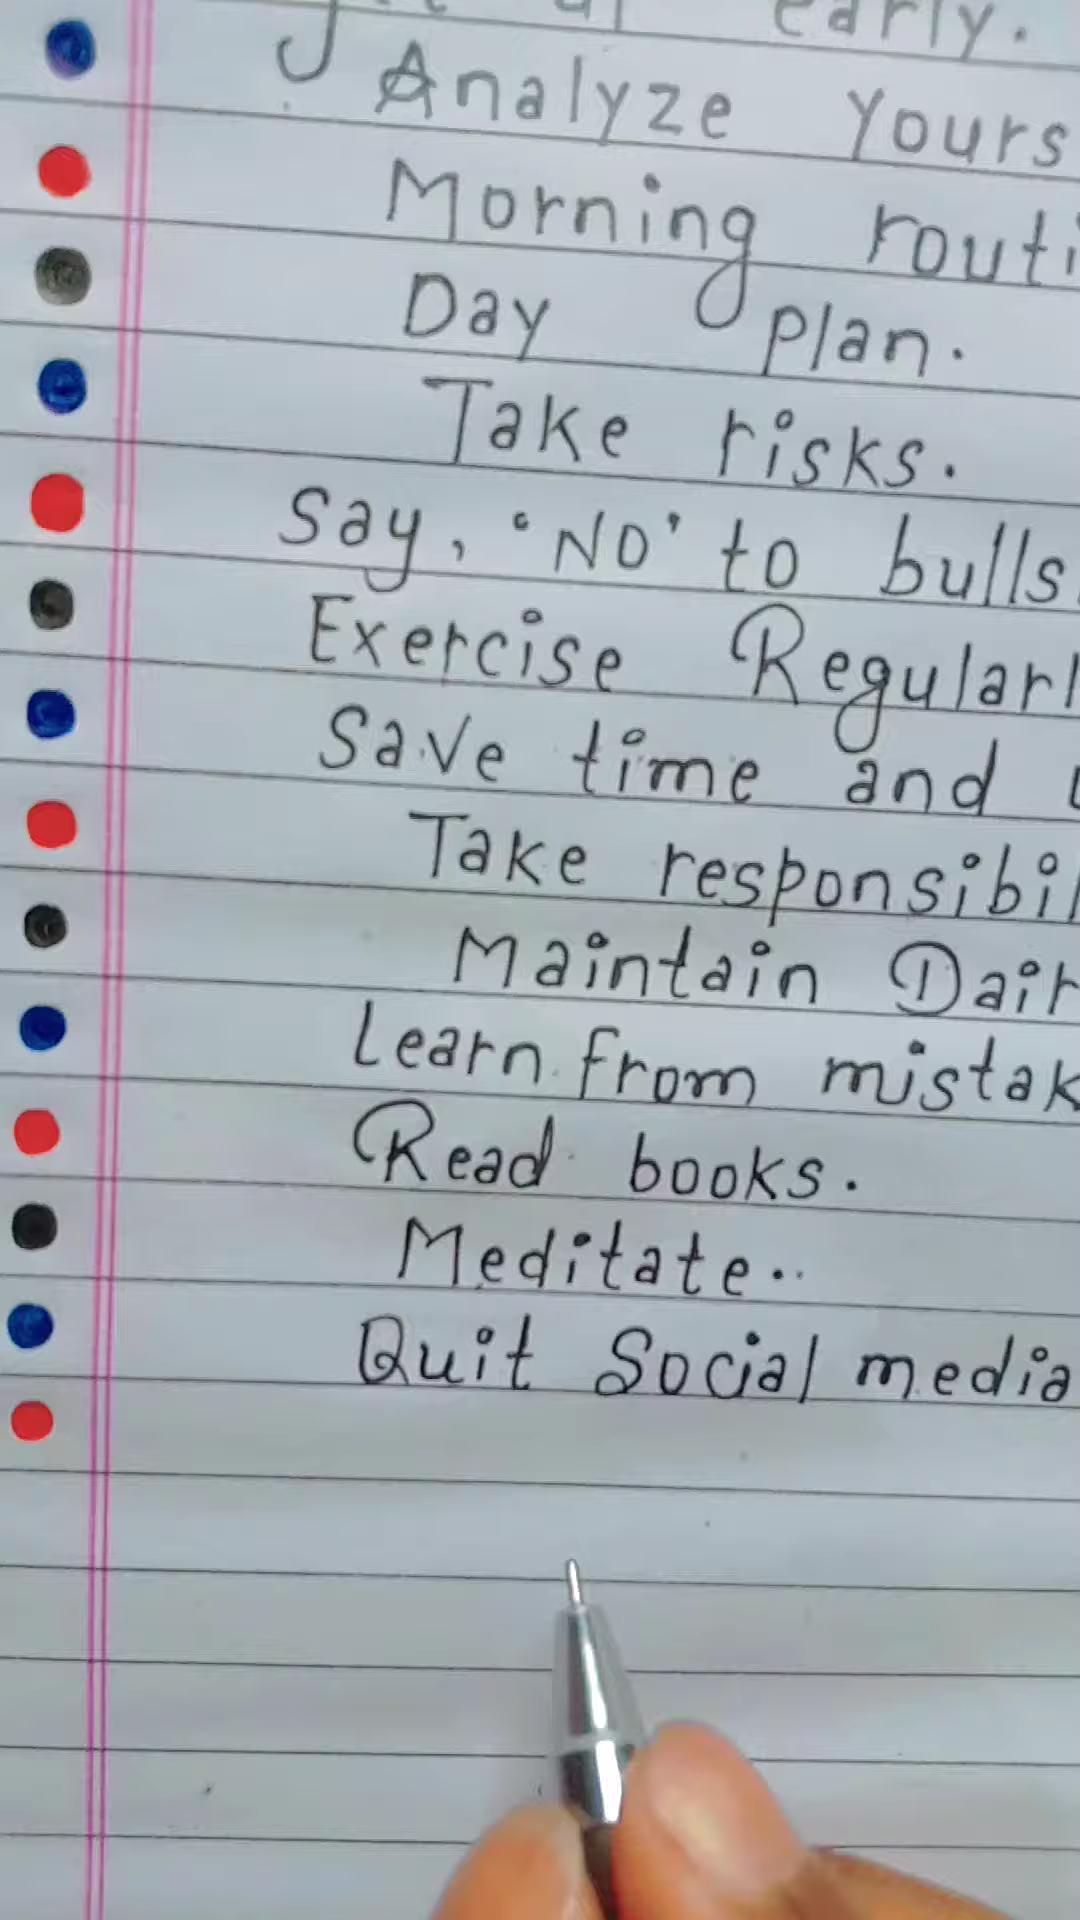 early.
Analyze Yours
Morning routi
Day plan.
Take risks.
Say, 'NO' to bulls
Exercise Regularl
Save time and
Take responsibil
Maintain Dair
Learn from mistak
Read books.
Meditate..
Quit Social media